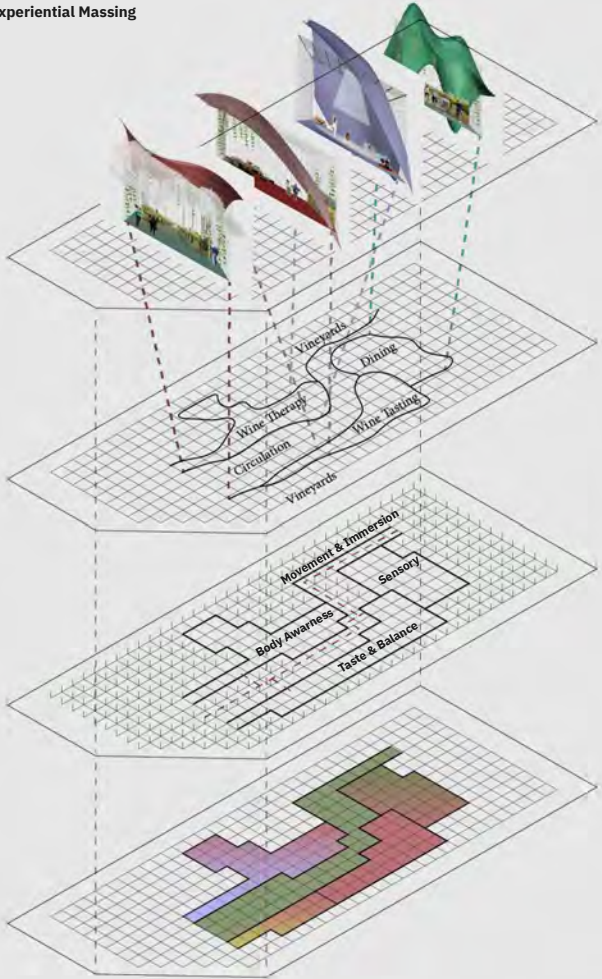 xperiential Massing
Vineyards
Dining
Wine Therapy
Wine Tasting
Circulation
Vineyards
Movement & Immersion
Sensory
Body Awarness
Taste & Balance